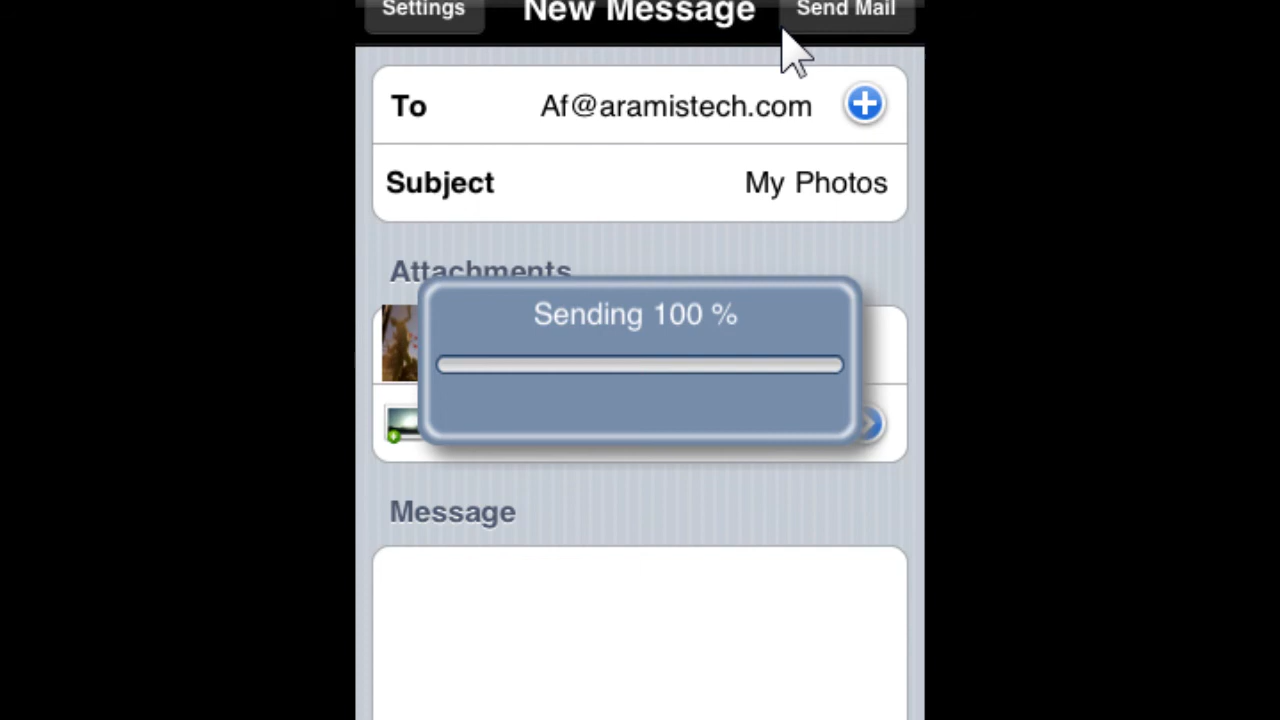 Settings New Message Send Mail
To Af@aramistech.com
Subject My Photos
Attachments
Sending 100 %
Message